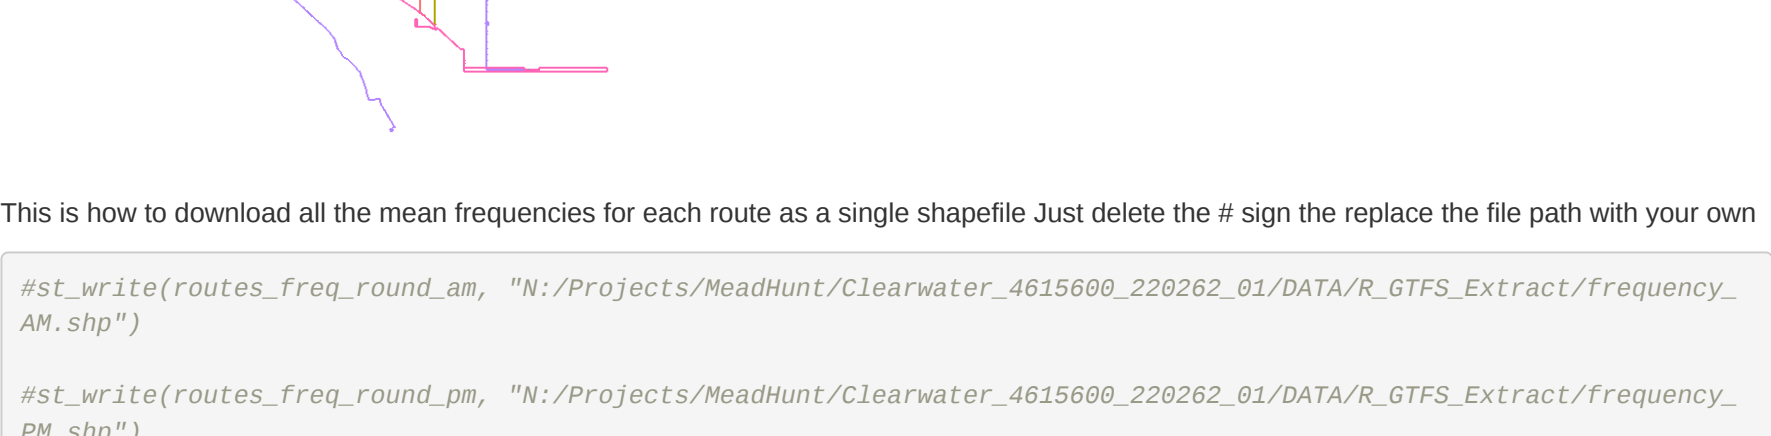 This is how to download all the mean frequencies for each route as a single shapefile Just delete the # sign the replace the file path with your own
#st_write(routes_freq_round_am, "N:/Projects/MeadHunt/Clearwater_4615600_220262_01/DATA/R_GTFS_Extract/frequency_
AM.shp")
#st_write(routes_freq_round_pm, "N:/Projects/MeadHunt/Clearwater_4615600_220262_01/DATA/R_GTFS_Extract/frequency_
PM.shp")